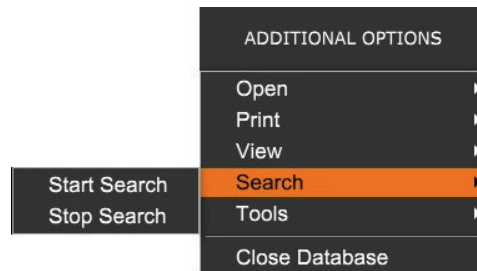 ADDITIONAL OPTIONS
Open
Print
View
Search
Start Search
Stop Search
Tools
Close Database